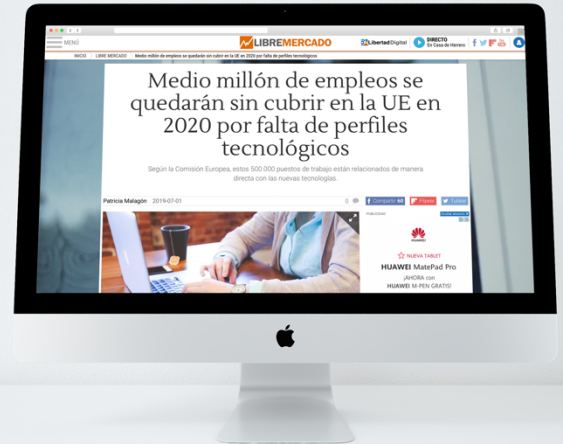 MENÚ
LIBREMERCADO
LibertadDigital
DIRECTO
En Casa de Herrero
INICIO
LIBRE MERCADO
Medio millón de empleos se quedarán sin cubrir en la UE en 2020 por falta de perfiles tecnológicos
Medio millón de empleos se
quedarán sin cubrir en la UE en
2020 por falta de perfiles
tecnológicos
Según la Comisión Europea, estos 500.000 puestos de trabajo están relacionados de manera
directa con las nuevas tecnologías.
Patricia Malagón 2019-07-01
0
Compartir 60
Flipear
Tuitear
PUBLICIDAD
HUAWEI
NUEVA TABLET
HUAWEI MatePad Pro
¡AHORA con
HUAWEI M-PEN GRATIS!